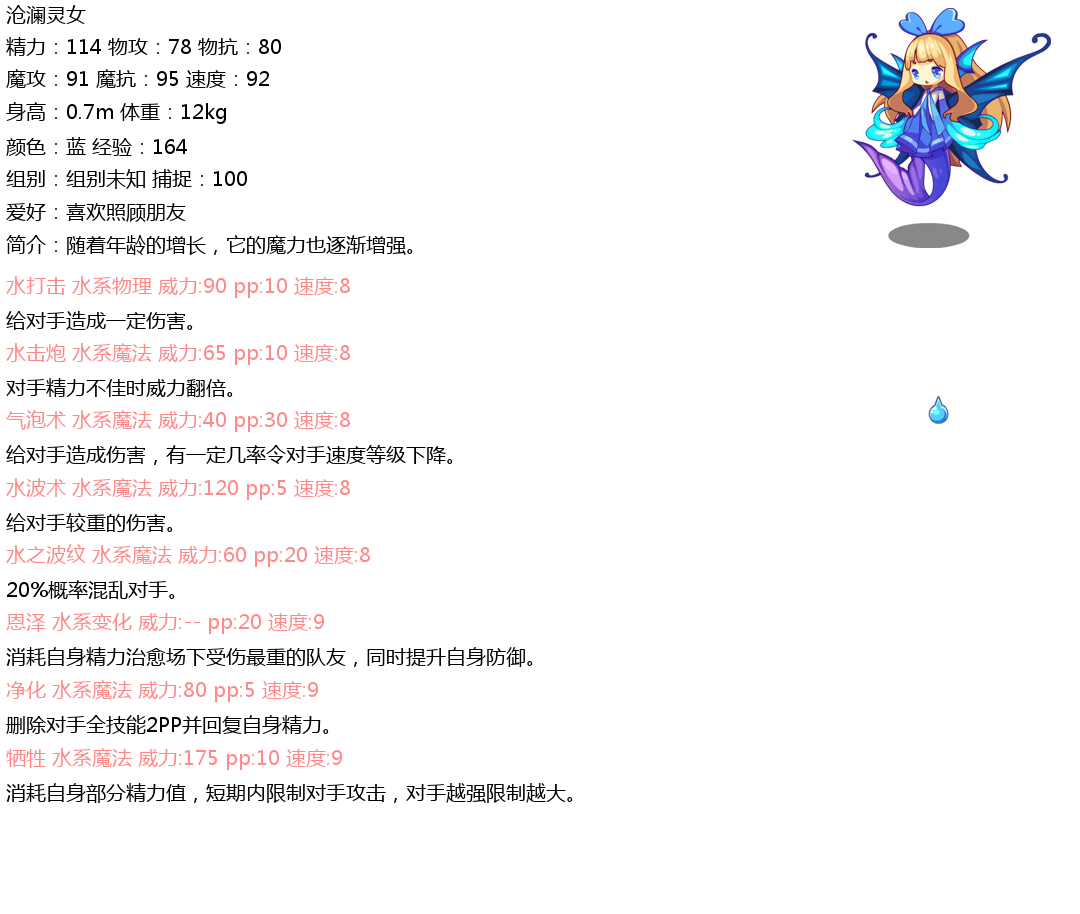 沧澜灵女
精力：114 物攻：78 物抗：80
魔攻：91 魔抗：95 速度：92
身高：0.7m 体重：12kg
颜色：蓝 经验：164
组别：组别未知 捕捉：100
爱好：喜欢照顾朋友
简介：随着年龄的增长，它的魔力也逐渐增强。
水打击 水系物理 威力:90 pp:10 速度:8
给对手造成一定伤害。
水击炮 水系魔法 威力:65 pp:10 速度:8
对手精力不佳时威力翻倍。
气泡术 水系魔法 威力:40 pp:30 速度:8
给对手造成伤害，有一定几率令对手速度等级下降。
水波术 水系魔法 威力:120 pp:5 速度:8
给对手较重的伤害。
水之波纹 水系魔法 威力:60 pp:20 速度:8
20%概率混乱对手。
恩泽 水系变化 威力:-- pp:20 速度:9
消耗自身精力治愈场下受伤最重的队友，同时提升自身防御。
净化 水系魔法 威力:80 pp:5 速度:9
删除对手全技能2PP并回复自身精力。
牺牲 水系魔法 威力:175 pp:10 速度:9
消耗自身部分精力值，短期内限制对手攻击，对手越强限制越大。